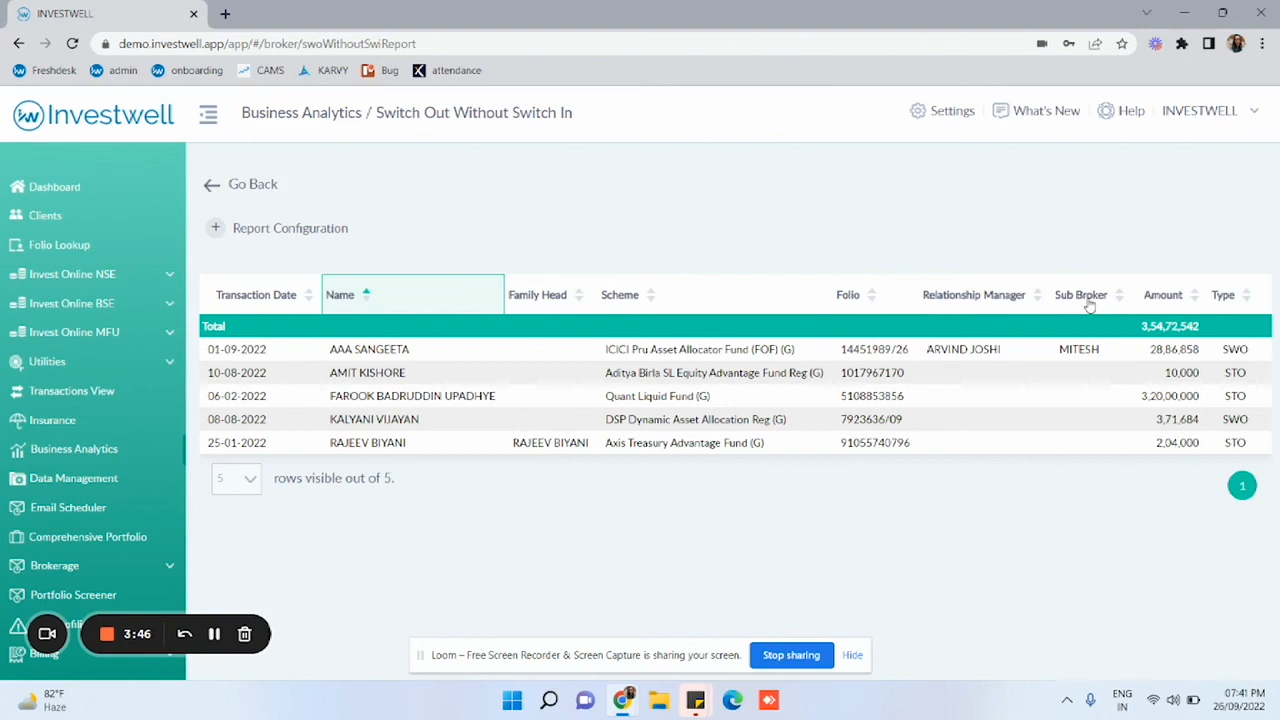 INVESTWELL
demo.investwell.app/app/#/broker/swoWithoutSwiReport
Freshdesk admin onboarding CAMS KARVY Bug attendance
Investwell Business Analytics / Switch Out Without Switch In Settings What's New Help INVESTWELL
Go Back
Report Configuration
Dashboard
Clients
Folio Lookup
Invest Online NSE
Invest Online BSE
Invest Online MFU
Utilities
Transactions View
Insurance
Business Analytics
Data Management
Email Scheduler
Comprehensive Portfolio
Brokerage
Portfolio Screener
Billing
Transaction Date Name Family Head Scheme Folio Relationship Manager Sub Broker Amount Type
Total 3,54,72,542
01-09-2022 AAA SANGEETA ICICI Pru Asset Allocator Fund (FOF) (G) 14451989/26 ARVIND JOSHI MITESH 28,86,858 SWO
10-08-2022 AMIT KISHORE Aditya Birla SL Equity Advantage Fund Reg (G) 1017967170 10,000 STO
06-02-2022 FAROOK BADRUDDIN UPADHYE Quant Liquid Fund (G) 5108853856 3,20,00,000 STO
08-08-2022 KALYANI VIJAYAN DSP Dynamic Asset Allocation Reg (G) 7923636/09 3,71,684 SWO
25-01-2022 RAJEEV BIYANI RAJEEV BIYANI Axis Treasury Advantage Fund (G) 91055740796 2,04,000 STO
5 rows visible out of 5. 1
3:46
Loom – Free Screen Recorder & Screen Capture is sharing your screen. Stop sharing Hide
82°F
Haze
ENG
IN
07:41 PM
26/09/2022